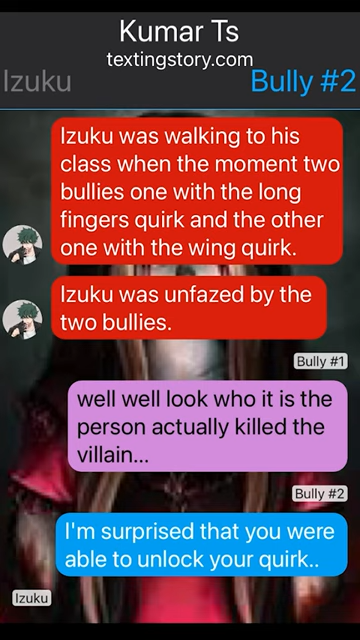 Kumar Ts
textingstory.com
Izuku
Bully #2
Izuku was walking to his
class when the moment two
bullies one with the long
fingers quirk and the other
one with the wing quirk.
Izuku was unfazed by the
two bullies.
Bully #1
well well look who it is the
person actually killed the
villain...
Bully #2
I'm surprised that you were
able to unlock your quirk..
Izuku